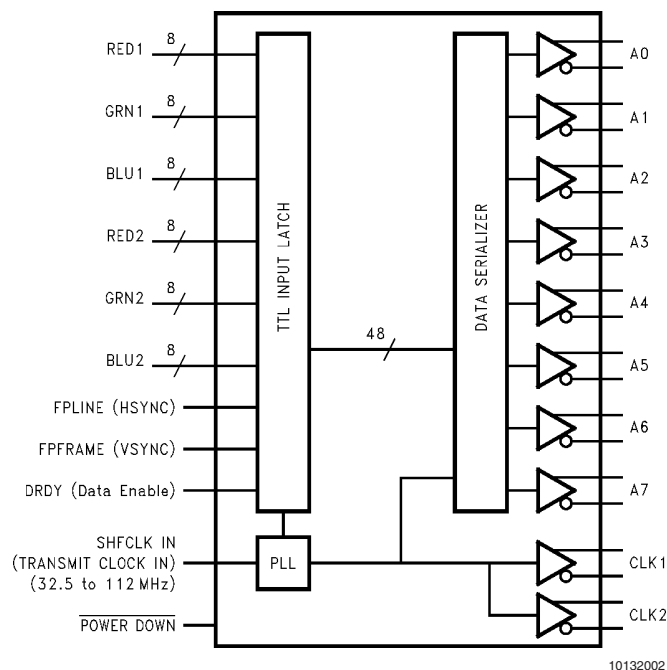 RED1 8
GRN1 8
BLU1 8
RED2 8
GRN2 8
BLU2 8
FPLINE (HSYNC)
FPFRAME (VSYNC)
DRDY (Data Enable)
SHFCLK IN
(TRANSMIT CLOCK IN)
(32.5 to 112 MHz)
POWER DOWN
TTL INPUT LATCH
PLL
48
DATA SERIALIZER
A0
A1
A2
A3
A4
A5
A6
A7
CLK1
CLK2
10132002